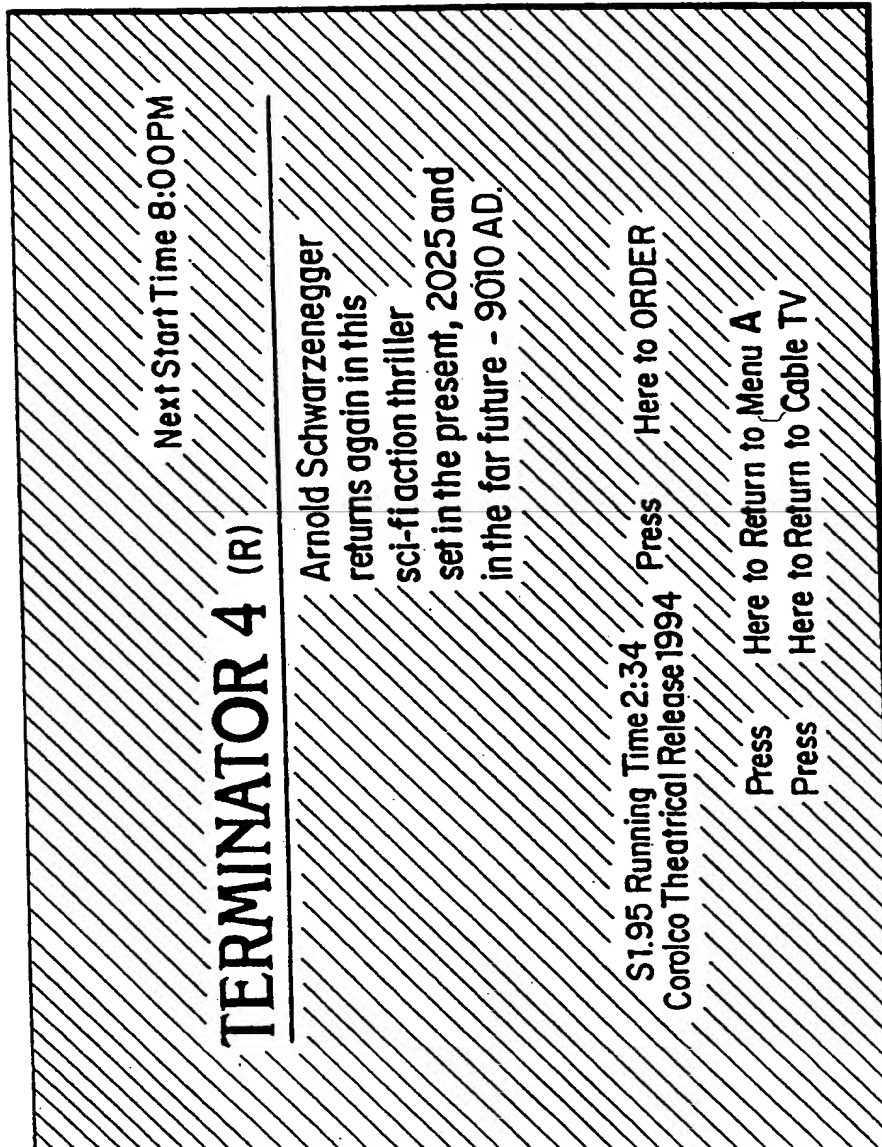 Next Start Time 8:00PM
TERMINATOR 4 (R)
Arnold Schwarzenegger
returns again in this
sci-fi action thriller
set in the present, 2025 and
in the far future - 9010 AD.
S1.95 Running Time 2:34 Press Here to ORDER
Corolco Theatrical Release 1994
Press Here to Return to Menu A
Press Here to Return to Cable TV